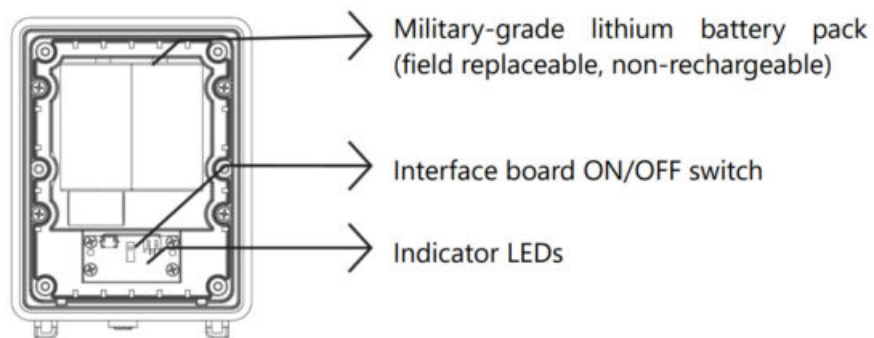 Military-grade lithium battery pack
(field replaceable, non-rechargeable)
Interface board ON/OFF switch
Indicator LEDs